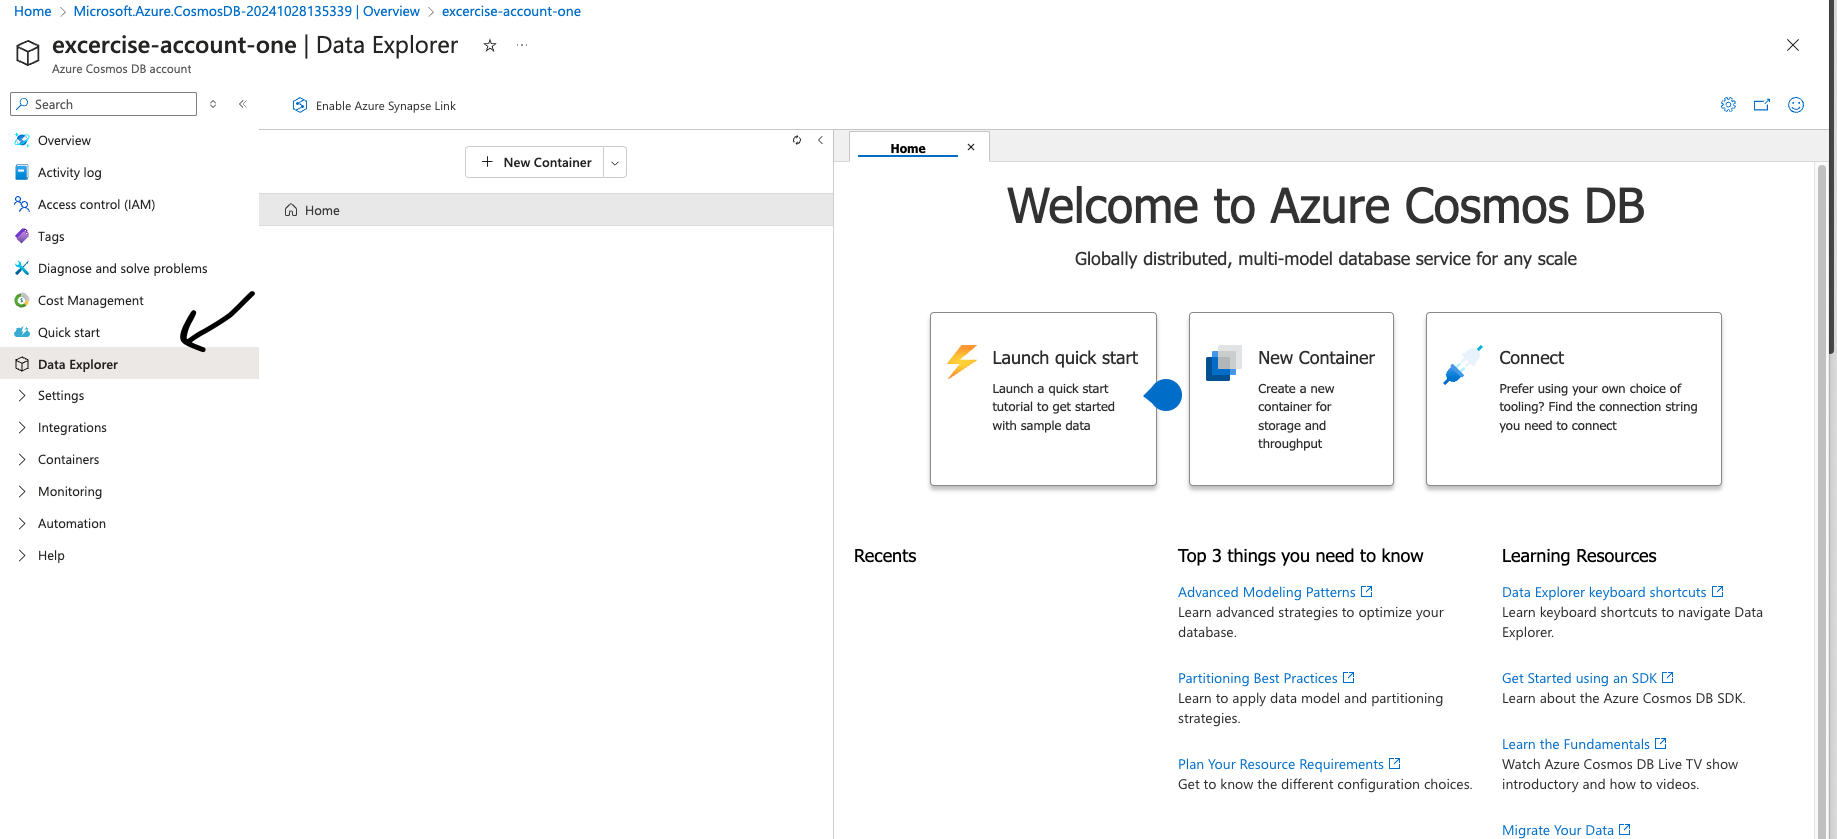 Home > Microsoft.Azure.CosmosDB-20241028135339 | Overview > excercise-account-one
excercise-account-one | Data Explorer
Azure Cosmos DB account
Search
Enable Azure Synapse Link
Overview
Activity log
Access control (IAM)
Tags
Diagnose and solve problems
Cost Management
Quick start
Data Explorer
Settings
Integrations
Containers
Monitoring
Automation
Help
New Container
Home
Home
Welcome to Azure Cosmos DB
Globally distributed, multi-model database service for any scale
Launch quick start
Launch a quick start
tutorial to get started
with sample data
New Container
Create a new
container for
storage and
throughput
Connect
Prefer using your own choice of
tooling? Find the connection string
you need to connect
Recents
Top 3 things you need to know
Advanced Modeling Patterns
Learn advanced strategies to optimize your
database.
Partitioning Best Practices
Learn to apply data model and partitioning
strategies.
Plan Your Resource Requirements
Get to know the different configuration choices.
Learning Resources
Data Explorer keyboard shortcuts
Learn keyboard shortcuts to navigate Data
Explorer.
Get Started using an SDK
Learn about the Azure Cosmos DB SDK.
Learn the Fundamentals
Watch Azure Cosmos DB Live TV show
introductory and how to videos.
Migrate Your Data